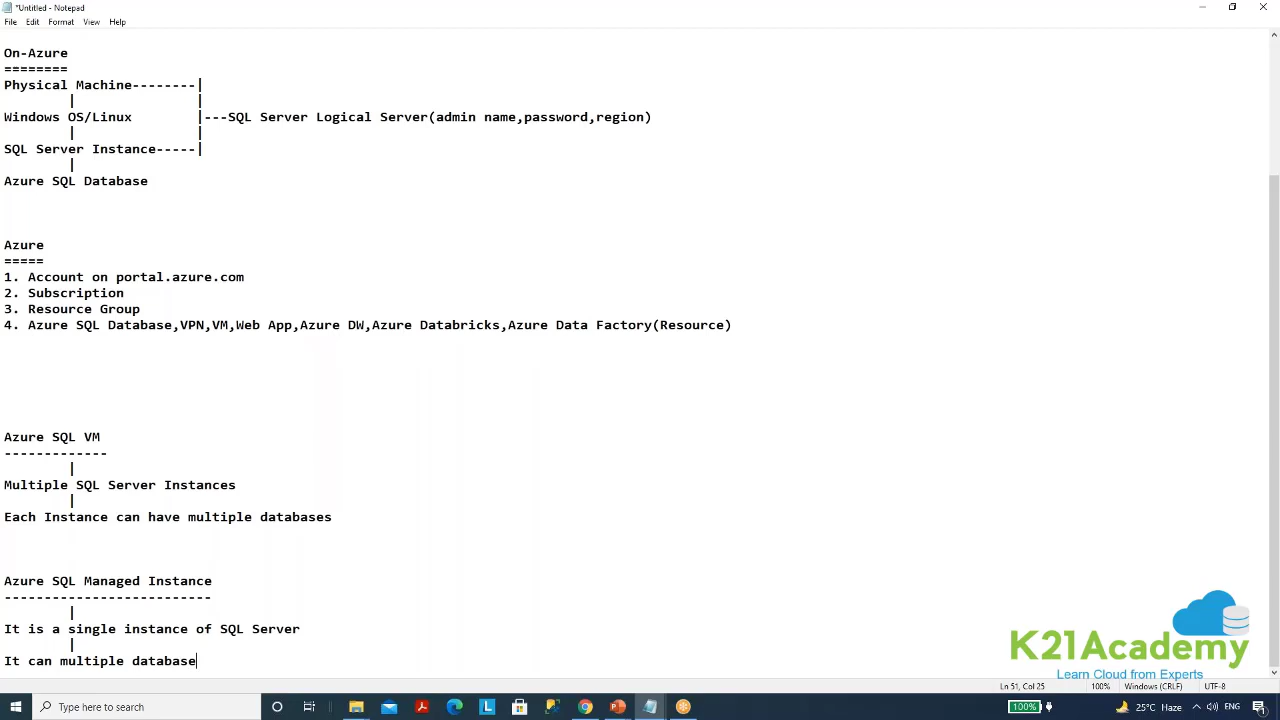 *Untitled - Notepad
File Edit Format View Help
On-Azure
========
Physical Machine--------|
| |
Windows OS/Linux |---SQL Server Logical Server(admin name,password,region)
| |
SQL Server Instance-----|
|
Azure SQL Database
Azure
=====
1. Account on portal.azure.com
2. Subscription
3. Resource Group
4. Azure SQL Database,VPN,VM,Web App,Azure DW,Azure Databricks,Azure Data Factory(Resource)
Azure SQL VM
-------------
|
Multiple SQL Server Instances
|
Each Instance can have multiple databases
Azure SQL Managed Instance
--------------------------
|
It is a single instance of SQL Server
|
It can multiple database
K21Academy
Learn Cloud from Experts
Ln 51, Col 25 100% Windows (CRLF) UTF-8
Type here to search
100% 25°C Haze ENG